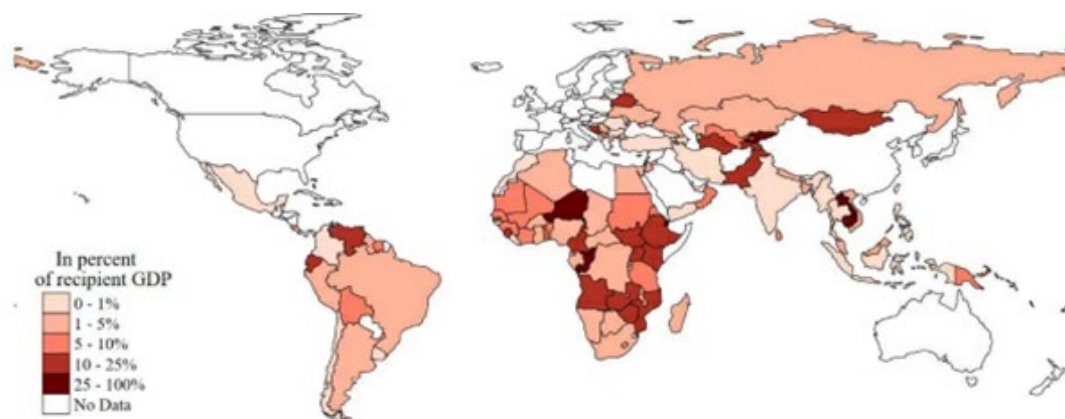 In percent
of recipient GDP
0 - 1%
1 - 5%
5 - 10%
10 - 25%
25 - 100%
No Data